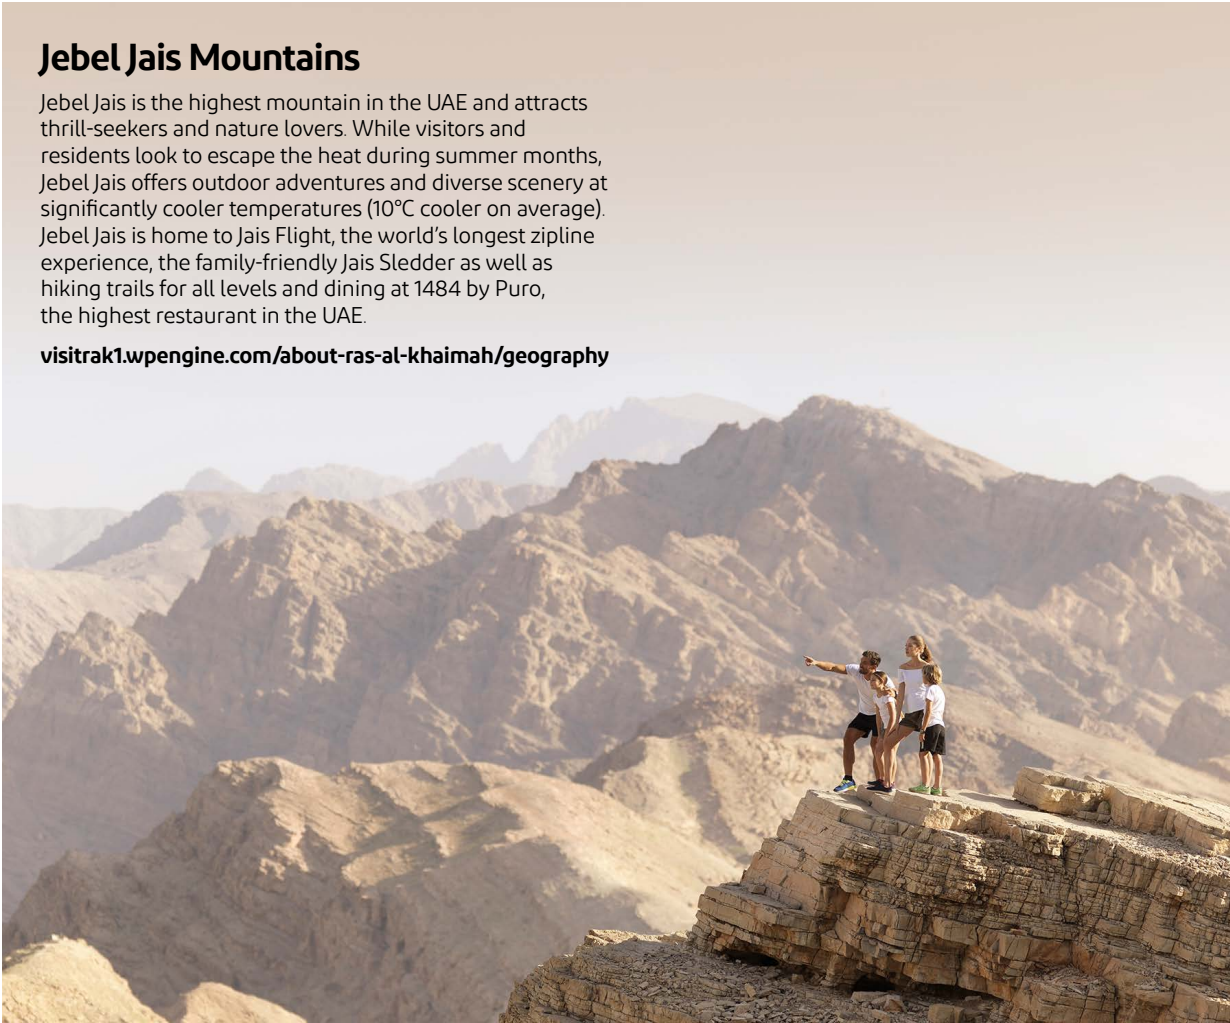 Jebel Jais Mountains
Jebel Jais is the highest mountain in the UAE and attracts
thrill-seekers and nature lovers. While visitors and
residents look to escape the heat during summer months,
Jebel Jais offers outdoor adventures and diverse scenery at
significantly cooler temperatures (10°C cooler on average).
Jebel Jais is home to Jais Flight, the world’s longest zipline
experience, the family-friendly Jais Sledder as well as
hiking trails for all levels and dining at 1484 by Puro,
the highest restaurant in the UAE.
visitrak1.wpengine.com/about-ras-al-khaimah/geography